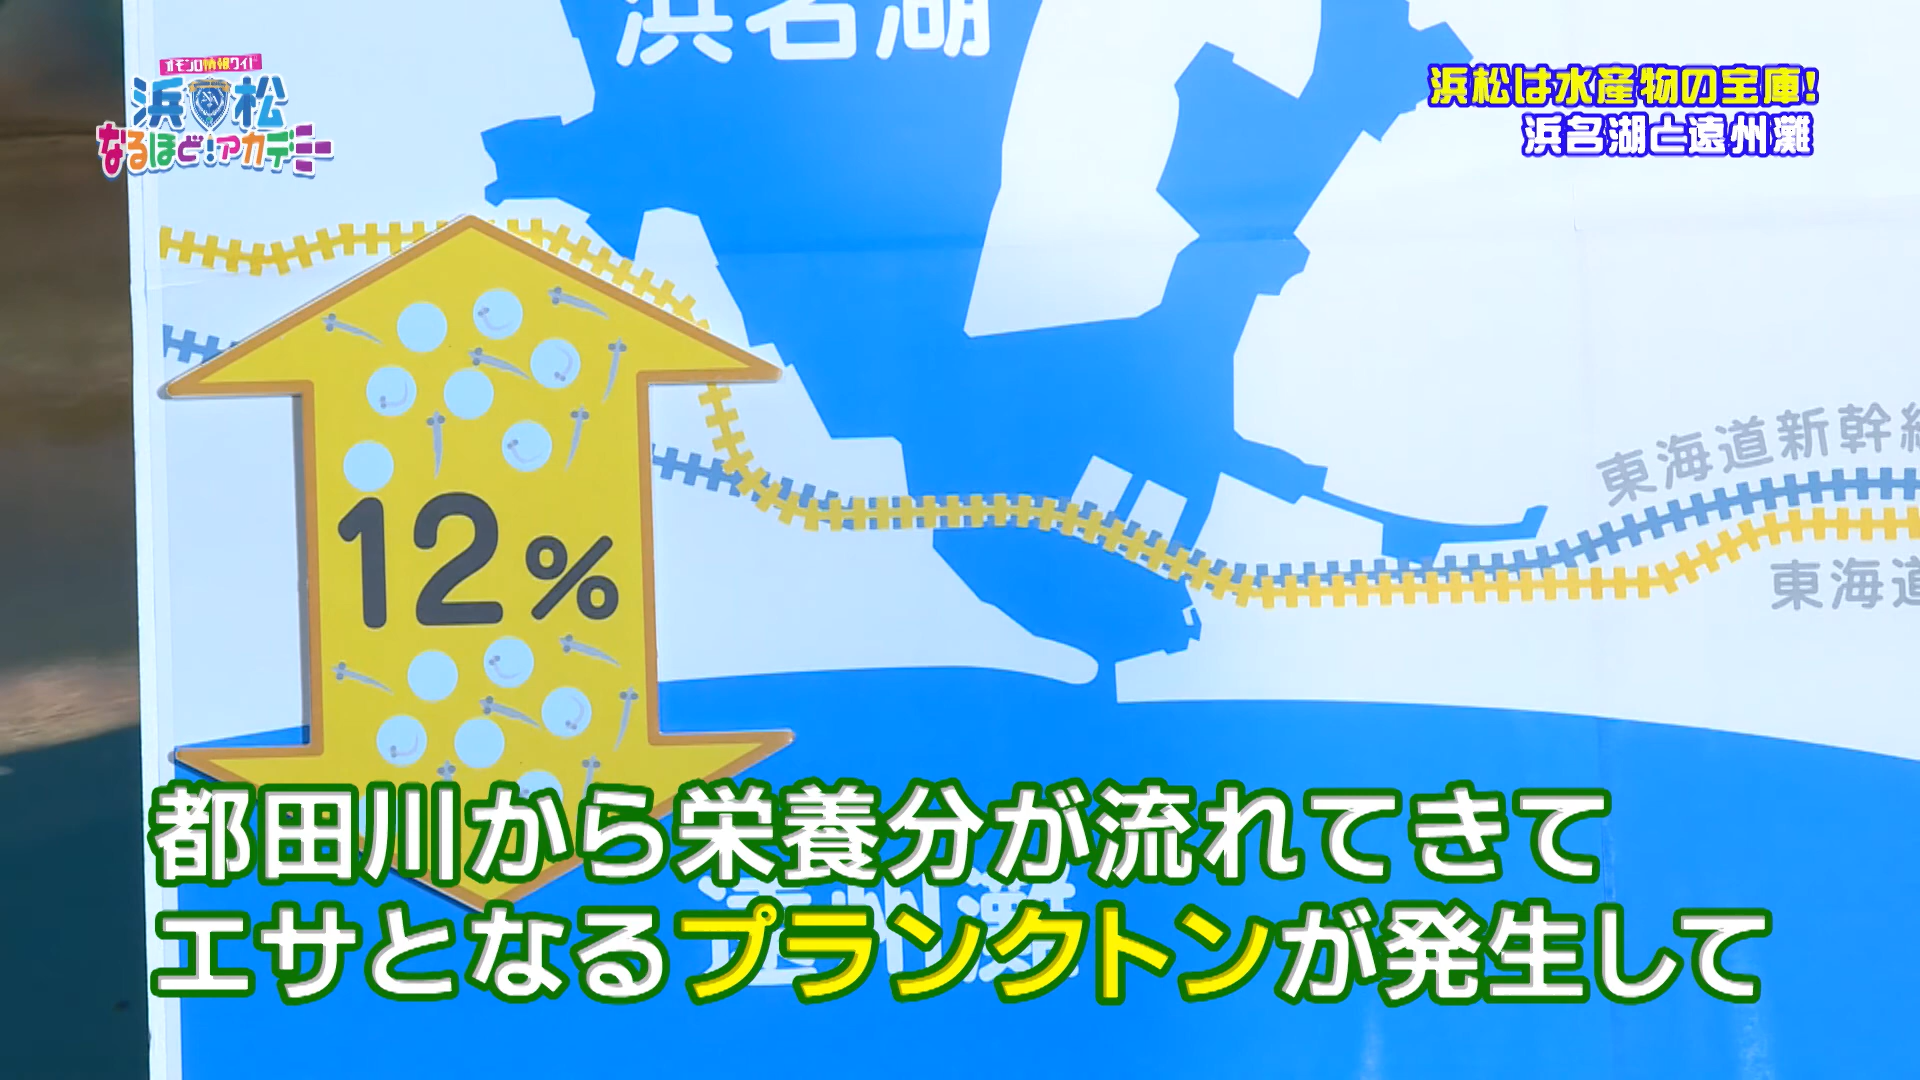 浜名湖
オモシロ情報ワイド
浜松
なるほど!アカデミー
浜松は水産物の宝庫!
浜名湖と遠州灘
東海道新幹線
東海道
12%
遠州灘
都田川から栄養分が流れてきて
エサとなるプランクトンが発生して